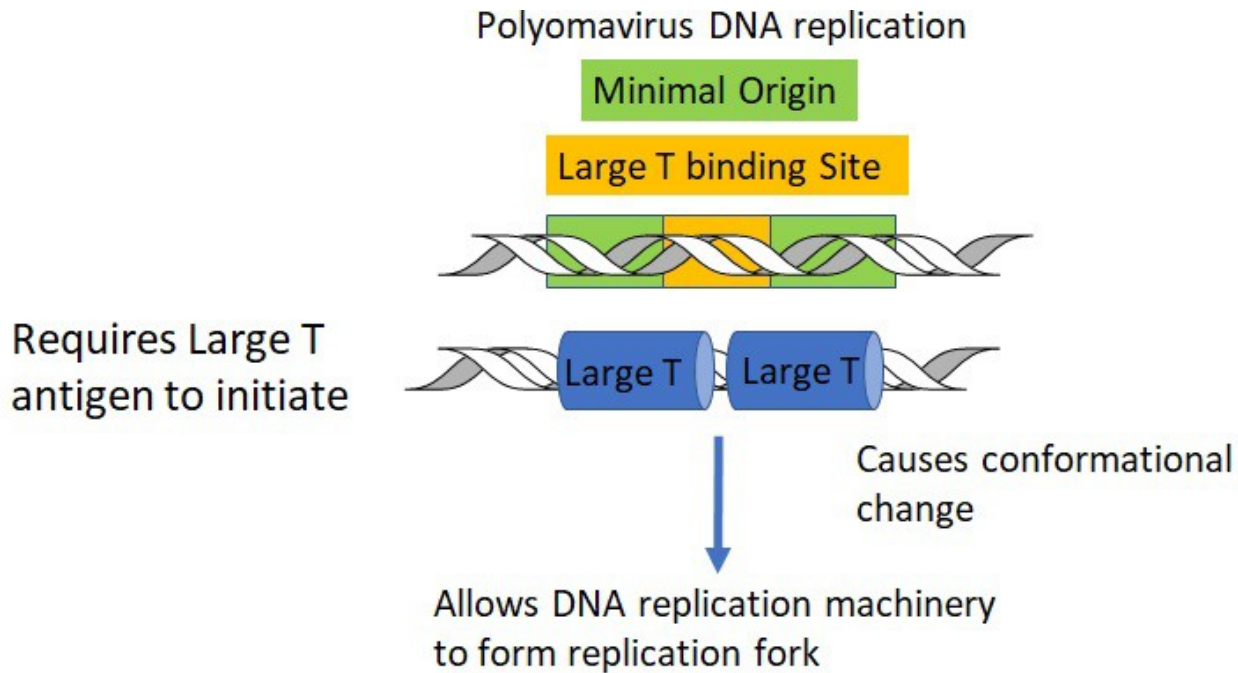 Polyomavirus DNA replication
Minimal Origin
Large T binding Site
Requires Large T
antigen to initiate
Large T
Large T
Causes conformational
change
Allows DNA replication machinery
to form replication fork